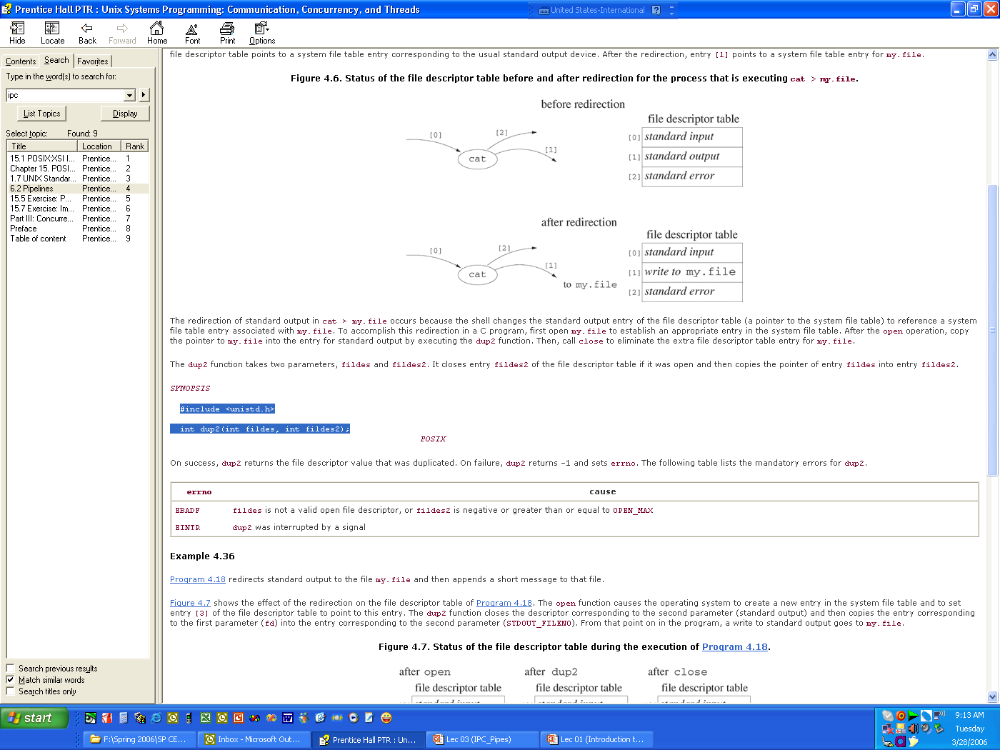 Prentice Hall PTR : Unix Systems Programming: Communication, Concurrency, and Threads
United States-International
Hide Locate Back Forward Home Font Print Options
Contents Search Favorites
Type in the word(s) to search for:
ipc
List Topics Display
Select topic: Found: 9
Title Location Rank
15.1 POSIX:XSI I... Prentice... 1
Chapter 15. POSI... Prentice... 2
1.7 UNIX Standar... Prentice... 3
6.2 Pipelines Prentice... 4
15.5 Exercise: P... Prentice... 5
15.7 Exercise: Im... Prentice... 6
Part III: Concurre... Prentice... 7
Preface Prentice... 8
Table of content Prentice... 9
Search previous results
Match similar words
Search titles only
file descriptor table points to a system file table entry corresponding to the usual standard output device. After the redirection, entry [1] points to a system file table entry for my.file.
Figure 4.6. Status of the file descriptor table before and after redirection for the process that is executing cat > my.file.
before redirection
file descriptor table
[0] [2] [1] cat
[0] standard input
[1] standard output
[2] standard error
after redirection
file descriptor table
[0] [2] [1] cat
to my.file
[0] standard input
[1] write to my.file
[2] standard error
The redirection of standard output in cat > my.file occurs because the shell changes the standard output entry of the file descriptor table (a pointer to the system file table) to reference a system
file table entry associated with my.file. To accomplish this redirection in a C program, first open my.file to establish an appropriate entry in the system file table. After the open operation, copy
the pointer to my.file into the entry for standard output by executing the dup2 function. Then, call close to eliminate the extra file descriptor table entry for my.file.
The dup2 function takes two parameters, fildes and fildes2. It closes entry fildes2 of the file descriptor table if it was open and then copies the pointer of entry fildes into entry fildes2.
SYNOPSIS
#include <unistd.h>
int dup2(int fildes, int fildes2);
POSIX
On success, dup2 returns the file descriptor value that was duplicated. On failure, dup2 returns –1 and sets errno. The following table lists the mandatory errors for dup2.
errno cause
EBADF fildes is not a valid open file descriptor, or fildes2 is negative or greater than or equal to OPEN_MAX
EINTR dup2 was interrupted by a signal
Example 4.36
Program 4.18 redirects standard output to the file my.file and then appends a short message to that file.
Figure 4.7 shows the effect of the redirection on the file descriptor table of Program 4.18. The open function causes the operating system to create a new entry in the system file table and to set
entry [3] of the file descriptor table to point to this entry. The dup2 function closes the descriptor corresponding to the second parameter (standard output) and then copies the entry corresponding
to the first parameter (fd) into the entry corresponding to the second parameter (STDOUT_FILENO). From that point on in the program, a write to standard output goes to my.file.
Figure 4.7. Status of the file descriptor table during the execution of Program 4.18.
after open after dup2 after close
file descriptor table file descriptor table file descriptor table
start
F:\Spring 2006\SP CE... Inbox - Microsoft Out... Prentice Hall PTR : Un... Lec 03 (IPC_Pipes) Lec 01 (Introduction t...
9:13 AM
Tuesday
3/28/2006